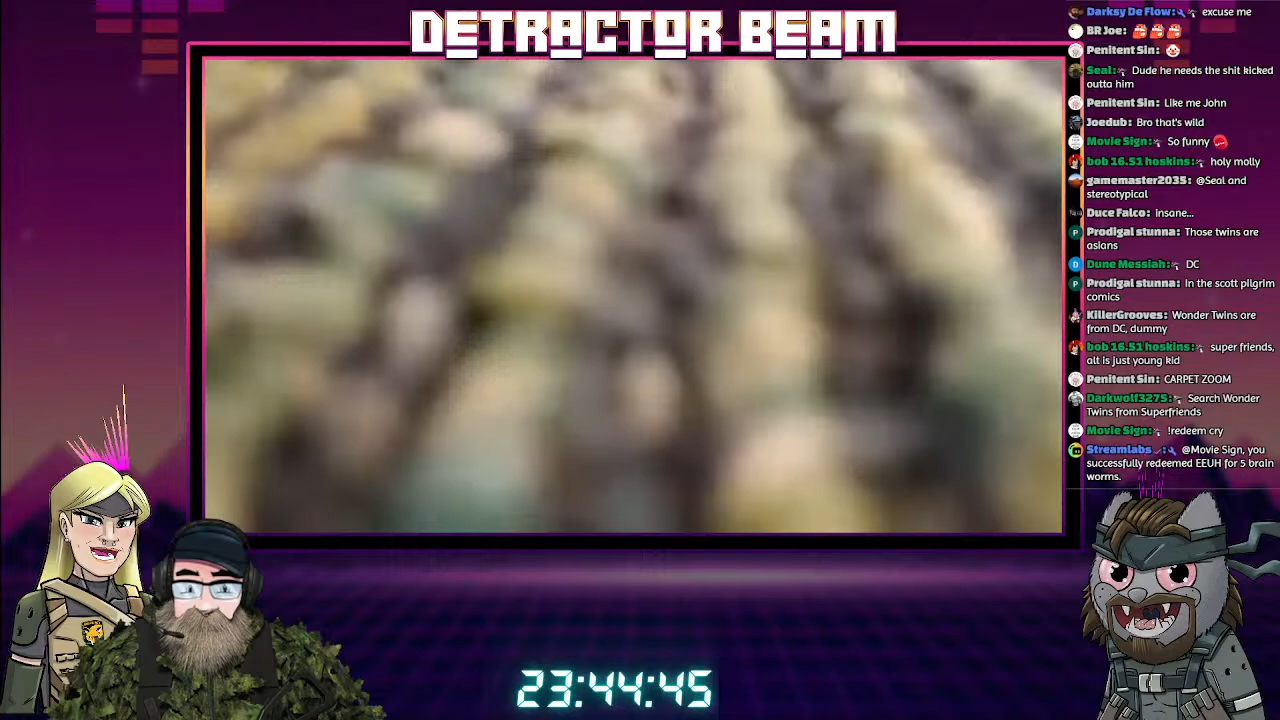 DETRACTOR BEAM
Darksy De Flow: excuse me
BR Joe:
Penitent Sin:
Seal: Dude he needs the shit kicked
outta him
Penitent Sin: Like me John
Joedub: Bro that's wild
Movie Sign: So funny
bob 16.51 hoskins: holy molly
gamemaster2035: @Seal and
stereotypical
Duce Falco: insane...
Prodigal stunna: Those twins are
asians
Dune Messiah: DC
Prodigal stunna: In the scott pilgrim
comics
KillerGrooves: Wonder Twins are
from DC, dummy
bob 16.51 hoskins: super friends,
alt is just young kid
Penitent Sin: CARPET ZOOM
Darkwolf3275: Search Wonder
Twins from Superfriends
Movie Sign: !redeem cry
Streamlabs: @Movie Sign, you
successfully redeemed EEUH for 5 brain
worms.
23:44:45